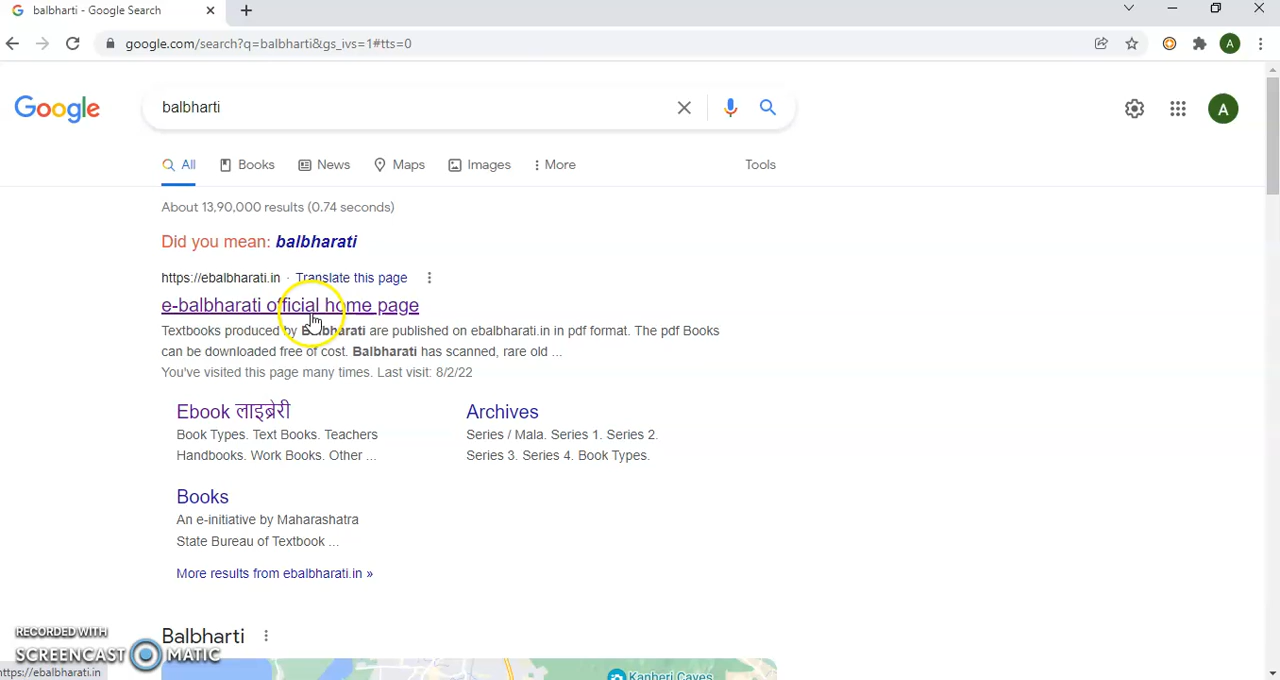 balbharti - Google Search
google.com/search?q=balbharti&gs_ivs=1#tts=0
A
Google
balbharti
A
All
Books
News
Maps
Images
More
Tools
About 13,90,000 results (0.74 seconds)
Did you mean: balbharati
https://ebalbharati.in · Translate this page
e-balbharati official home page
Textbooks produced by Balbharati are published on ebalbharati.in in pdf format. The pdf Books
can be downloaded free of cost. Balbharati has scanned, rare old ...
You've visited this page many times. Last visit: 8/2/22
Ebook लाइब्रेरी
Book Types. Text Books. Teachers
Handbooks. Work Books. Other ...
Archives
Series / Mala. Series 1. Series 2.
Series 3. Series 4. Book Types.
Books
An e-initiative by Maharashatra
State Bureau of Textbook ...
More results from ebalbharati.in »
Balbharti
Kanheri Caves
RECORDED WITH
SCREENCAST MATIC
https://ebalbharati.in